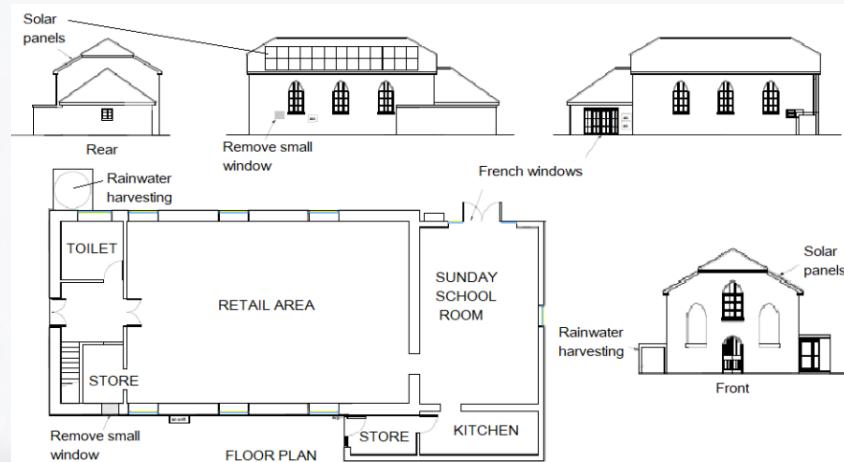 Solar
panels
Rear
Remove small
window
French windows
Rainwater
harvesting
TOILET
RETAIL AREA
SUNDAY
SCHOOL
ROOM
STORE
STORE
KITCHEN
Remove small
window
FLOOR PLAN
Solar
panels
Rainwater
harvesting
Front